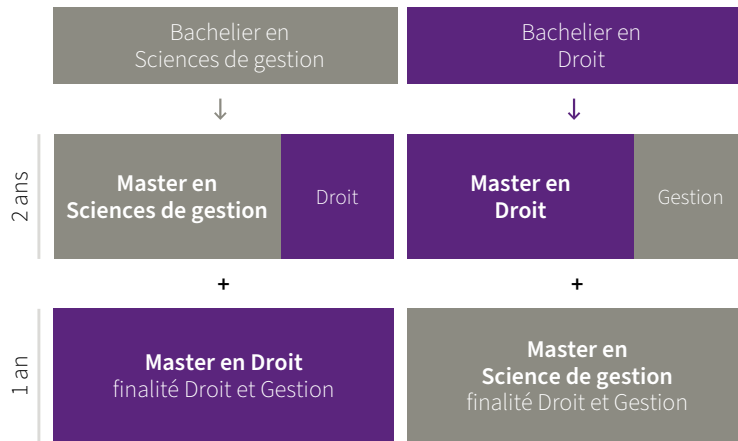 Bachelier en
Sciences de gestion
Bachelier en
Droit
↓
↓
2 ans
Master en
Sciences de gestion
Droit
Master en
Droit
Gestion
+
+
1 an
Master en Droit
finalité Droit et Gestion
Master en
Science de gestion
finalité Droit et Gestion